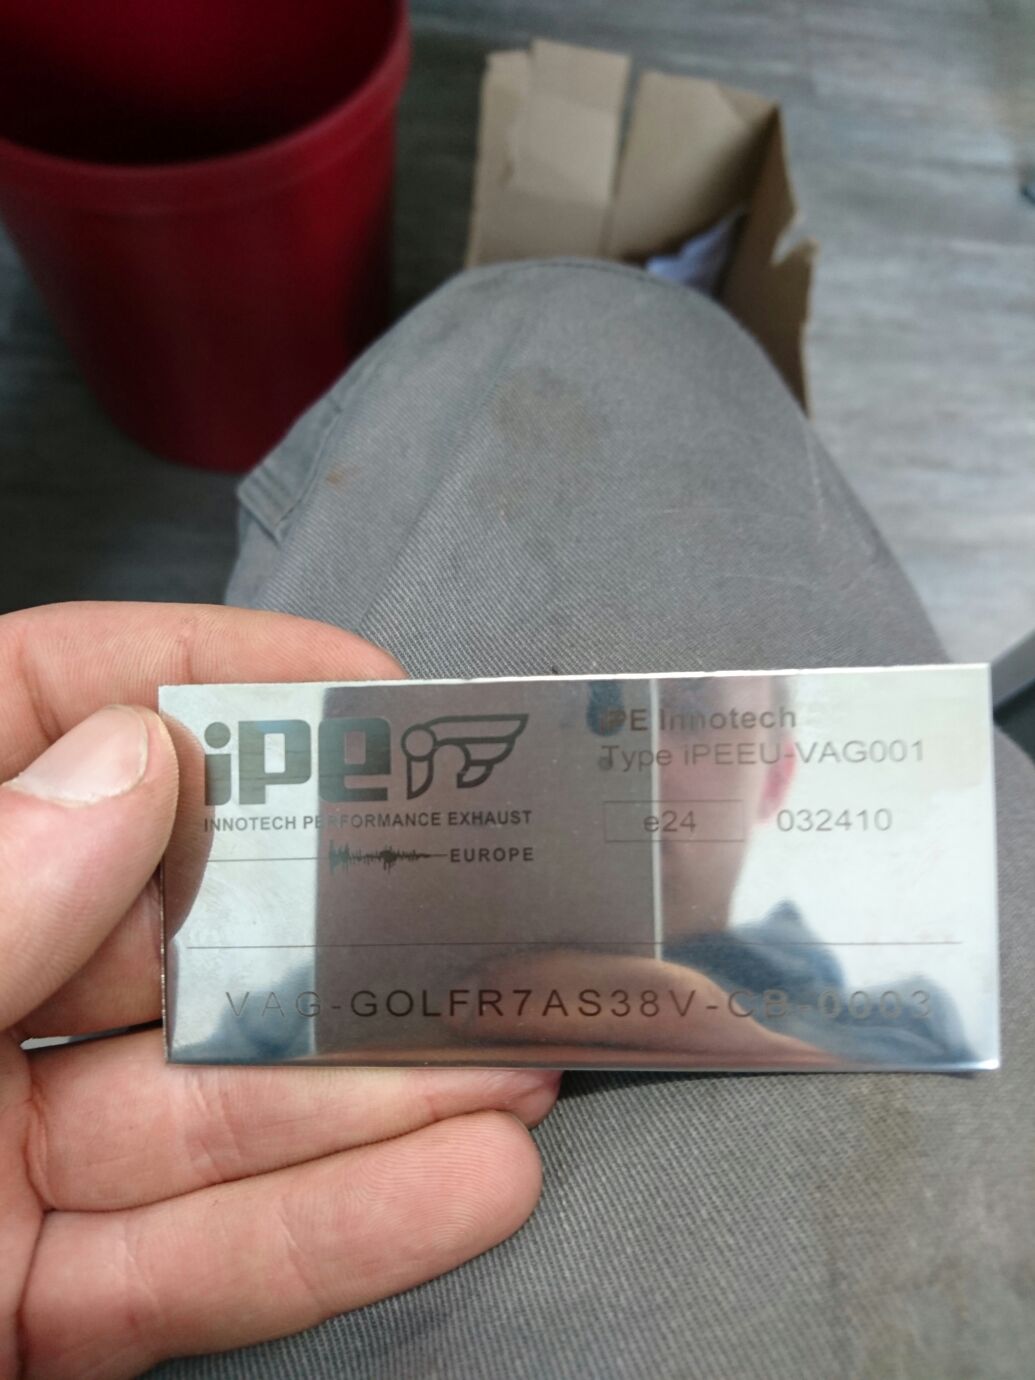 iPE
INNOTECH PERFORMANCE EXHAUST
EUROPE
iPE Innotech
Type iPEEU-VAG001
e24 032410
VAG-GOLFR7AS38V-CB-0003